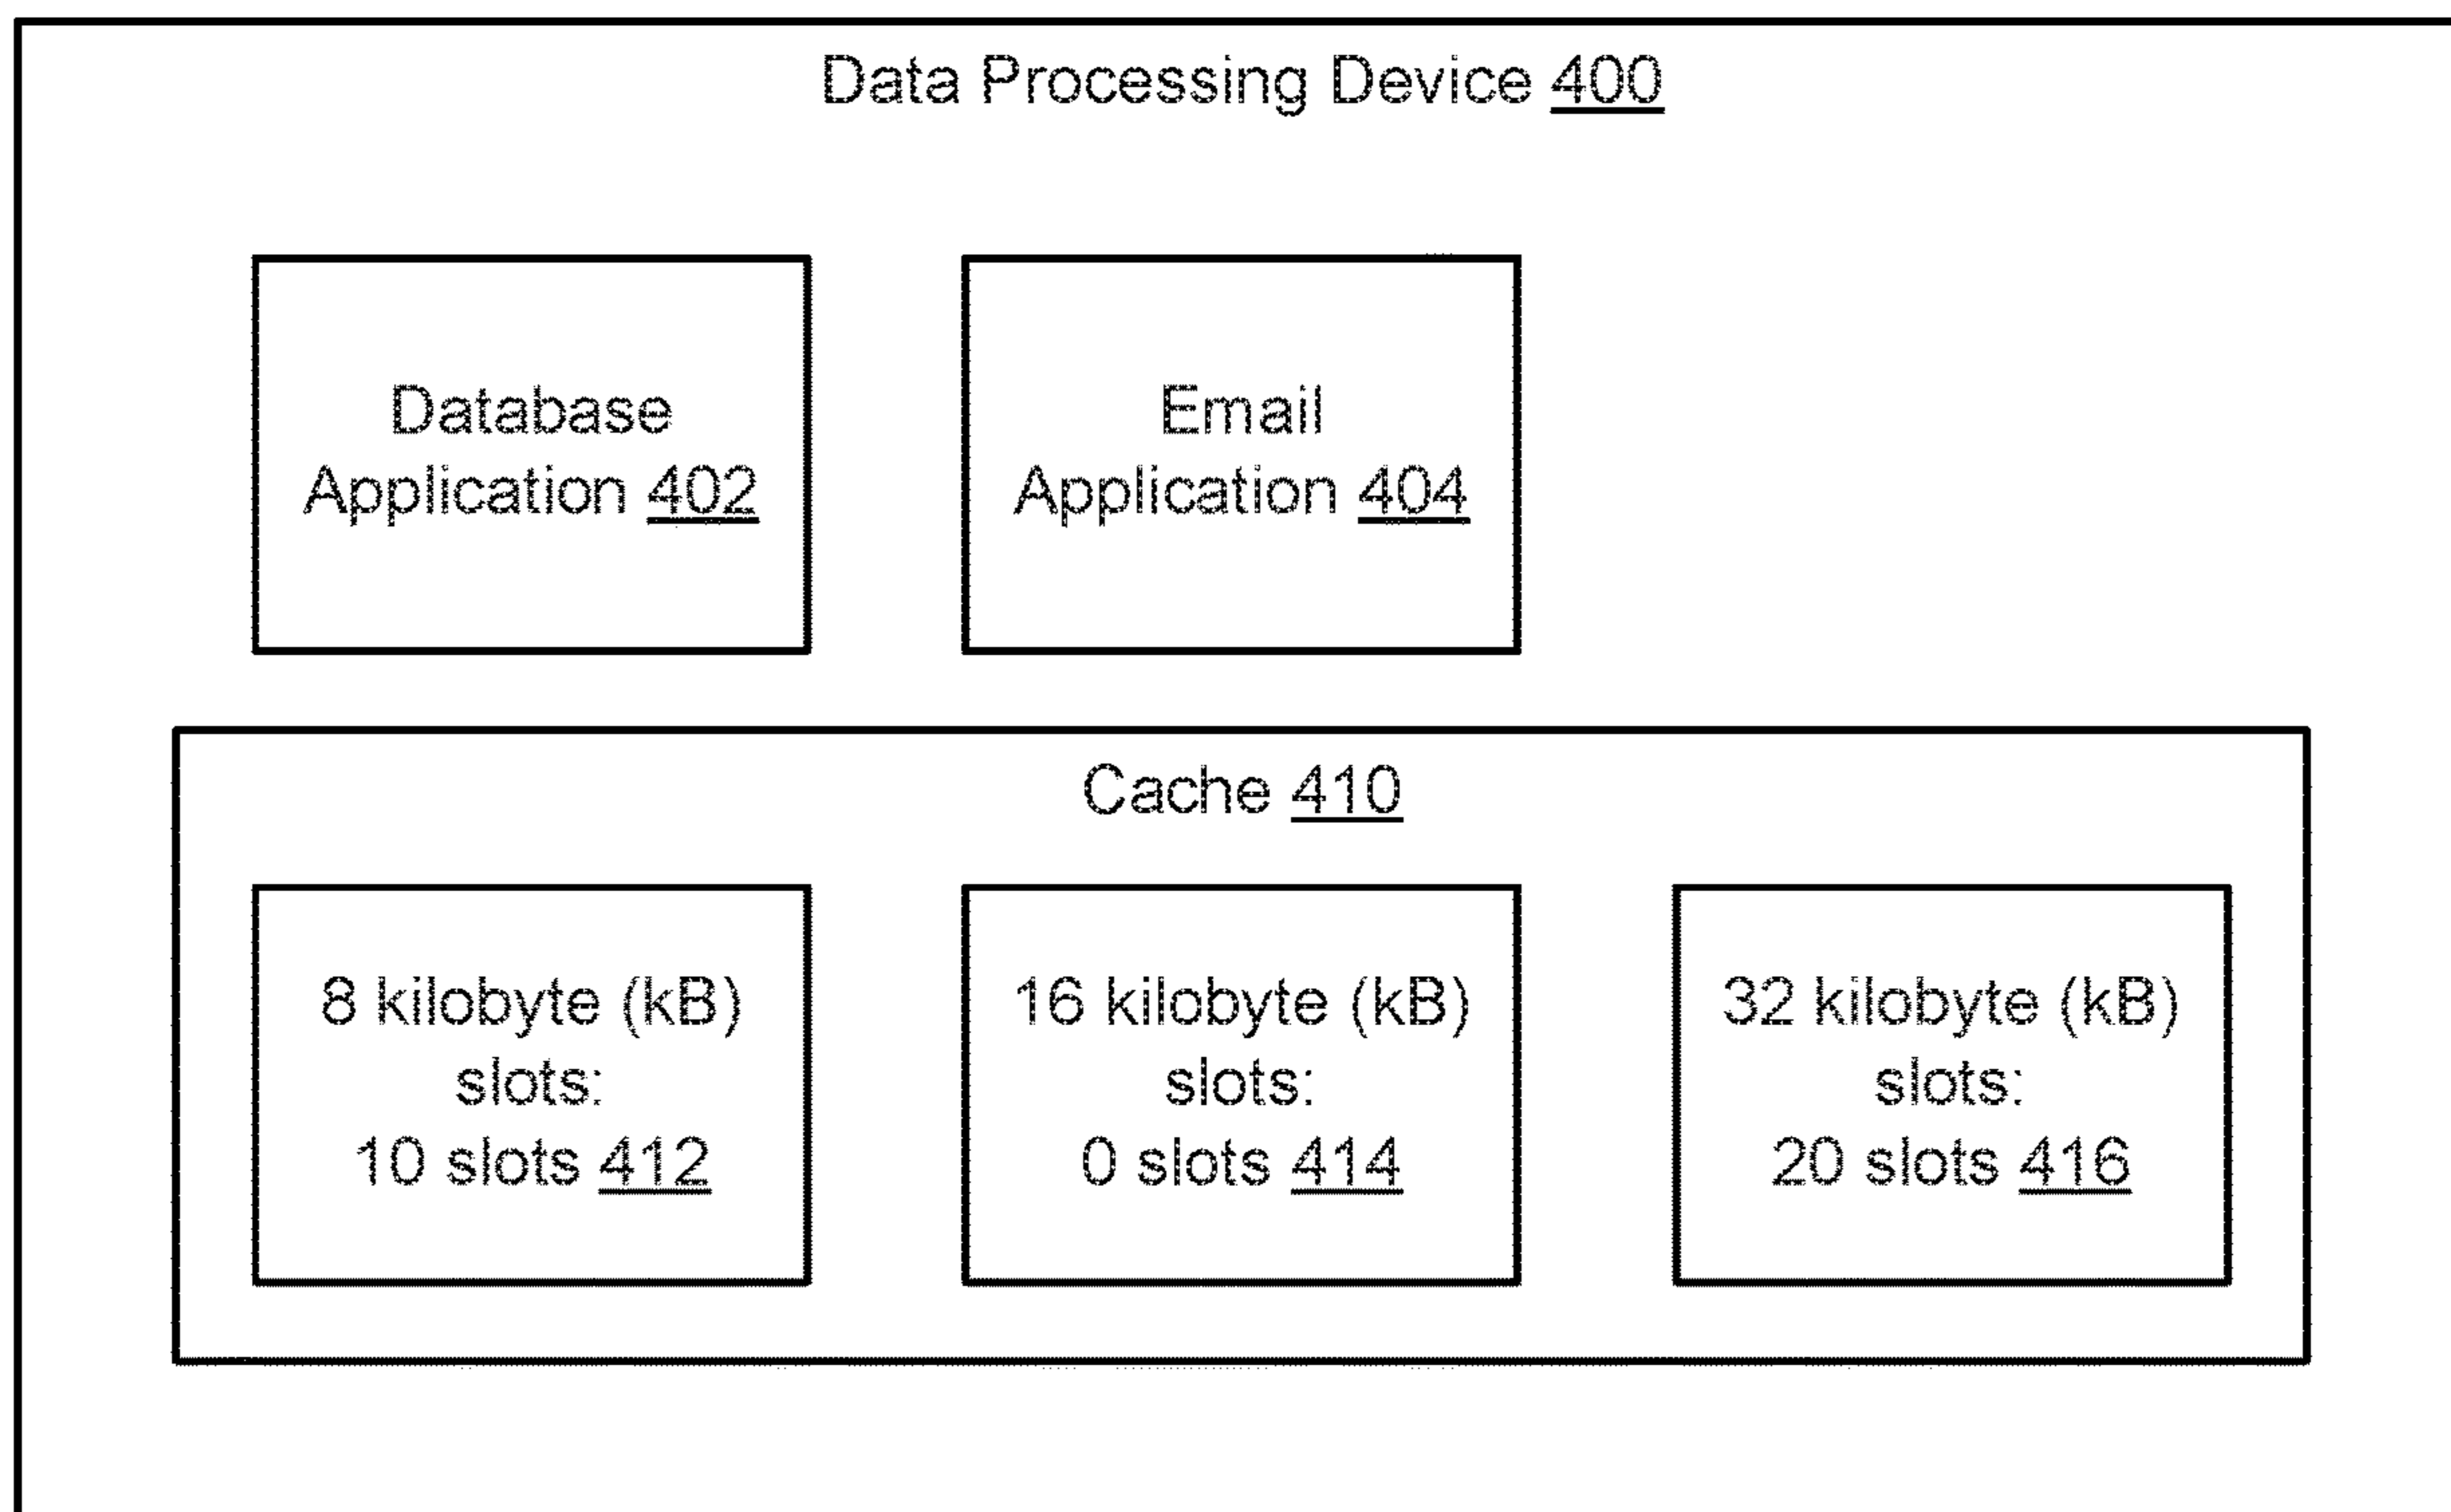 Data Processing Device 400
Database
Application 402
Email
Application 404
Cache 410
8 kilobyte (kB)
slots:
10 slots 412
16 kilobyte (kB)
slots:
0 slots 414
32 kilobyte (kB)
slots:
20 slots 416